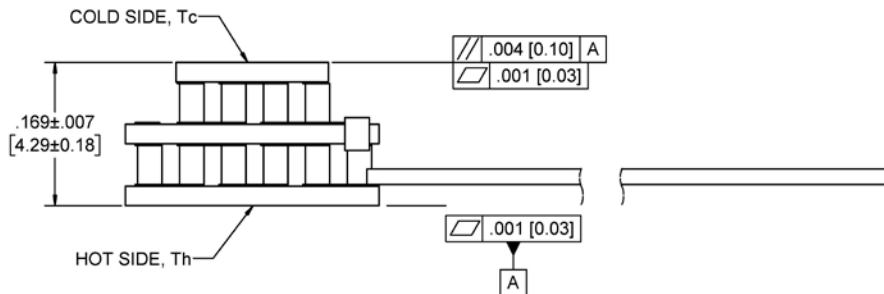 COLD SIDE, Tc
// .004 [0.10] A
⏥ .001 [0.03]
.169±.007
[4.29±0.18]
⏥ .001 [0.03]
HOT SIDE, Th
A